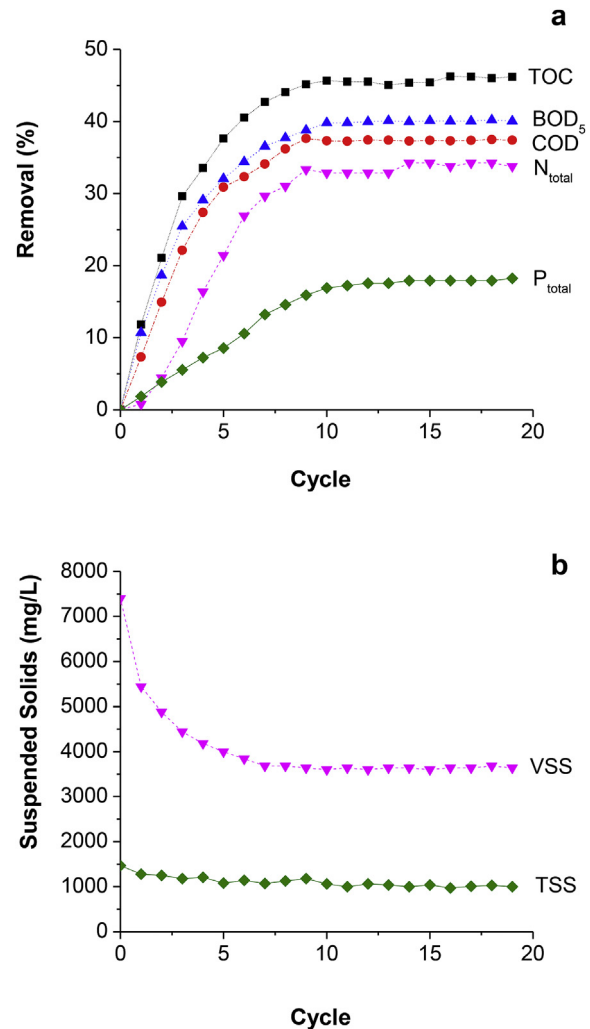 a
50
40
30
20
10
0
Removal (%)
TOC
BOD5
COD
Ntotal
Ptotal
0 5 10 15 20
Cycle
b
8000
7000
6000
5000
4000
3000
2000
1000
0
Suspended Solids (mg/L)
VSS
TSS
0 5 10 15 20
Cycle